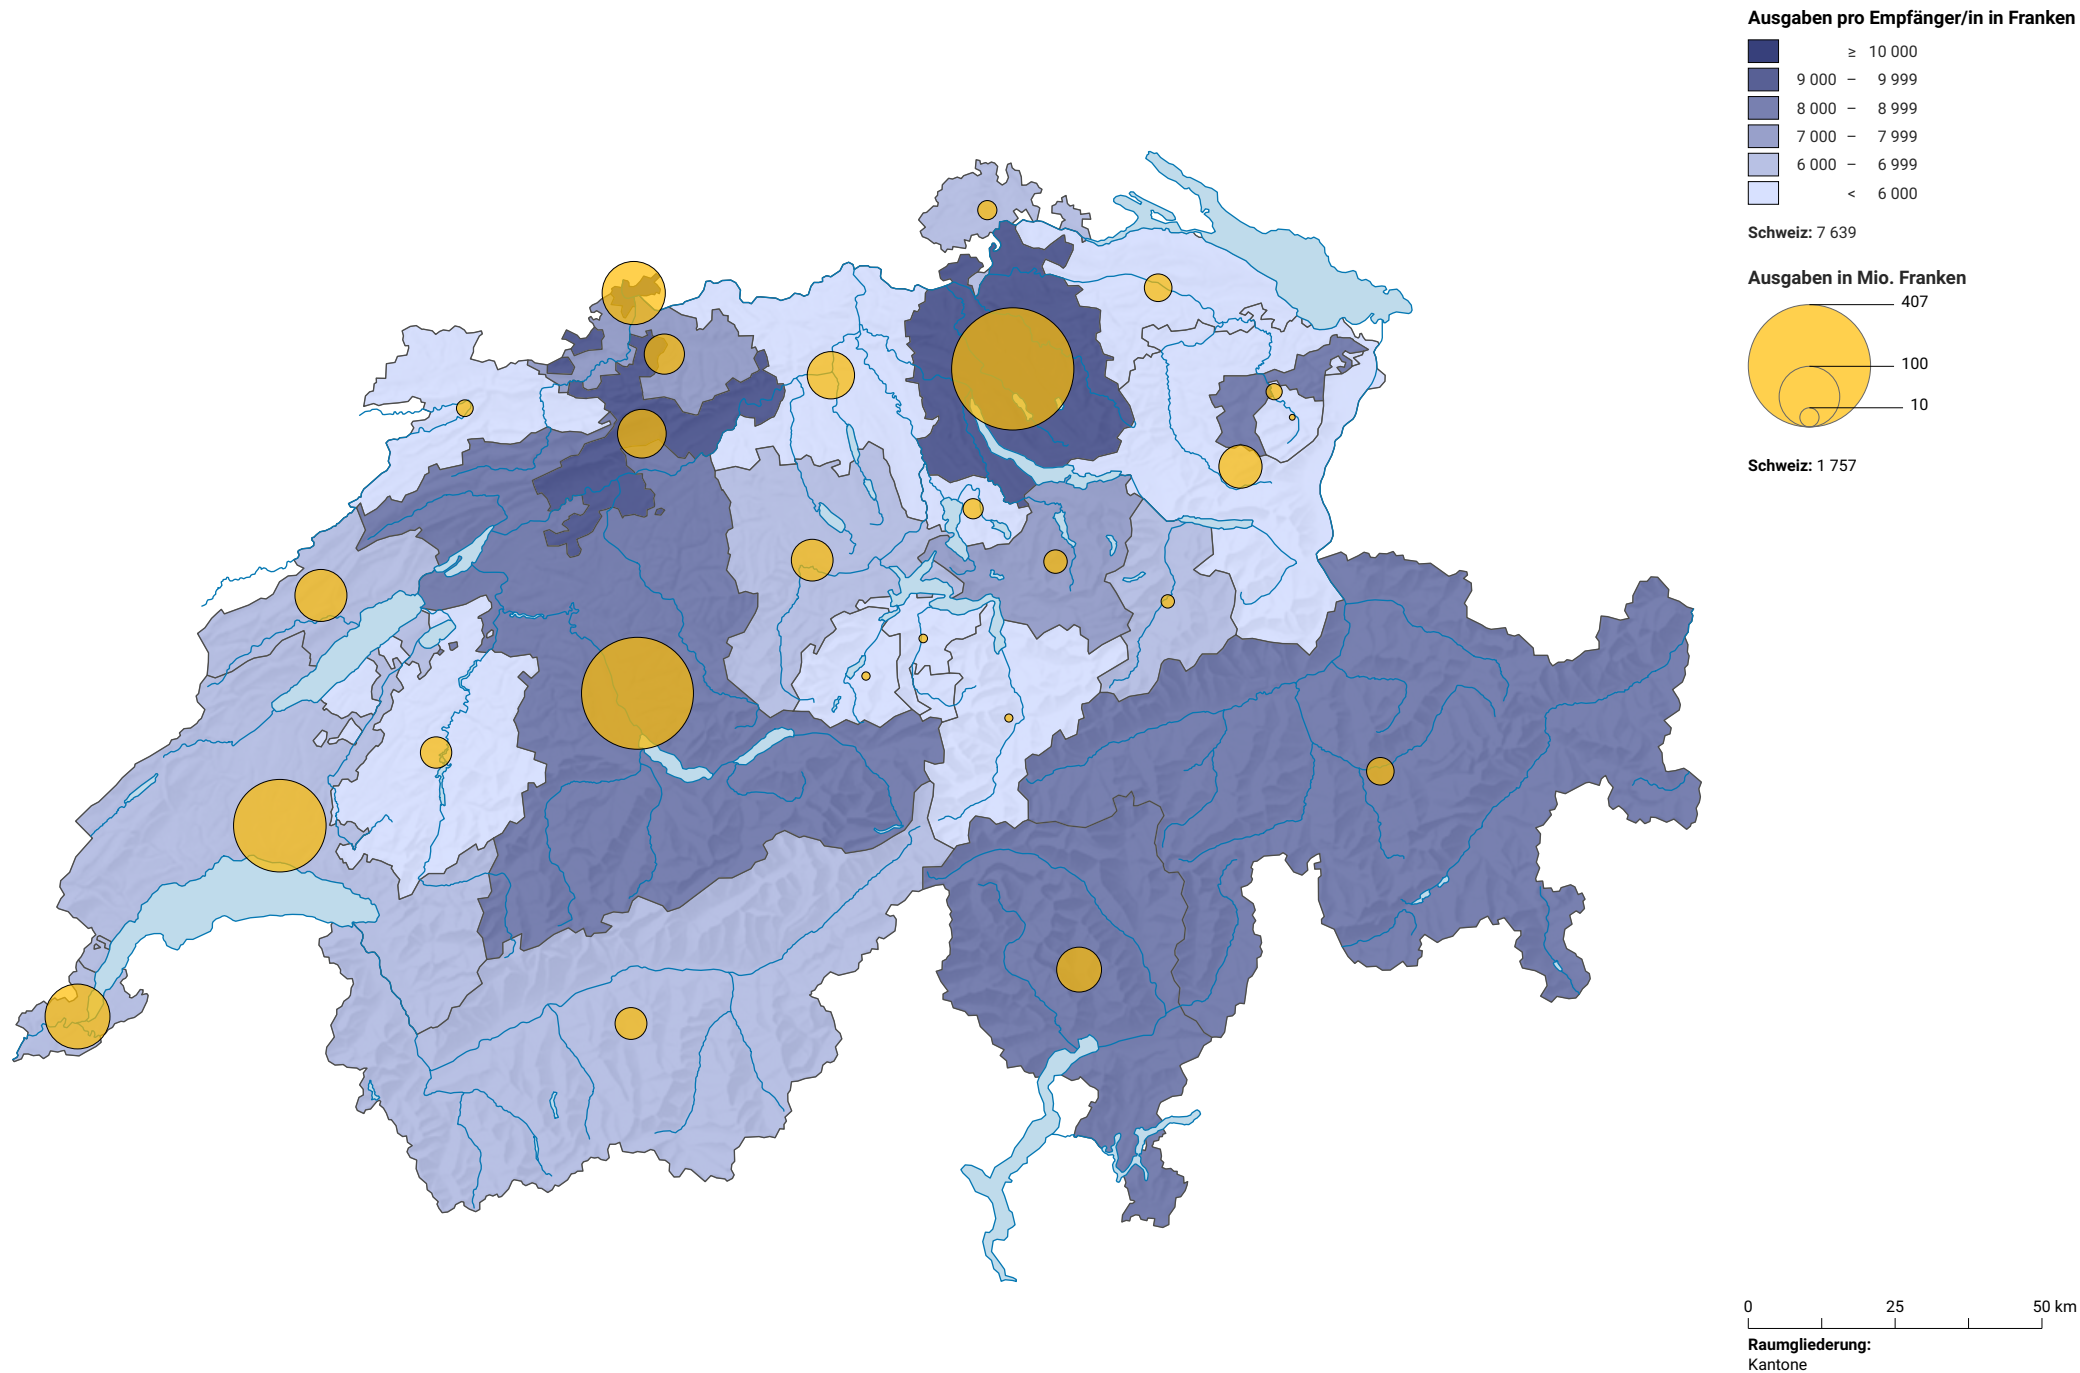 Ausgaben pro Empfänger/in in Franken
≥ 10 000
9 000 – 9 999
8 000 – 8 999
7 000 – 7 999
6 000 – 6 999
< 6 000
Schweiz: 7 639
Ausgaben in Mio. Franken
407
100
10
Schweiz: 1 757
0 25 50 km
Raumgliederung:
Kantone